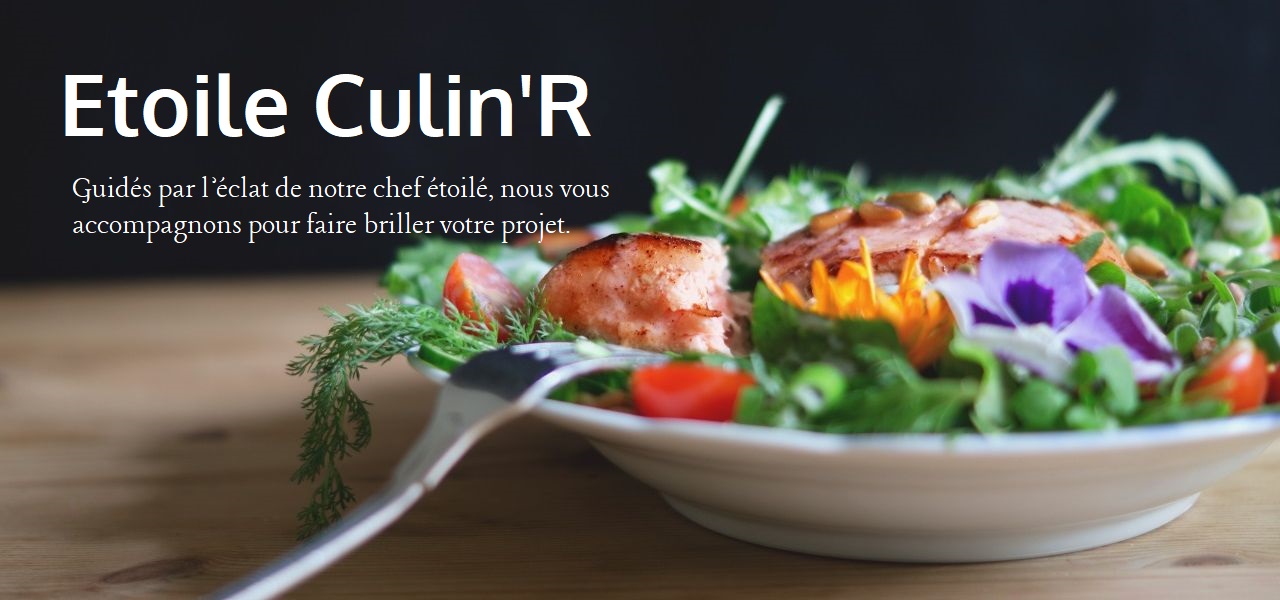 Etoile Culin'R
Guidés par l'éclat de notre chef étoilé, nous vous
accompagnons pour faire briller votre projet.